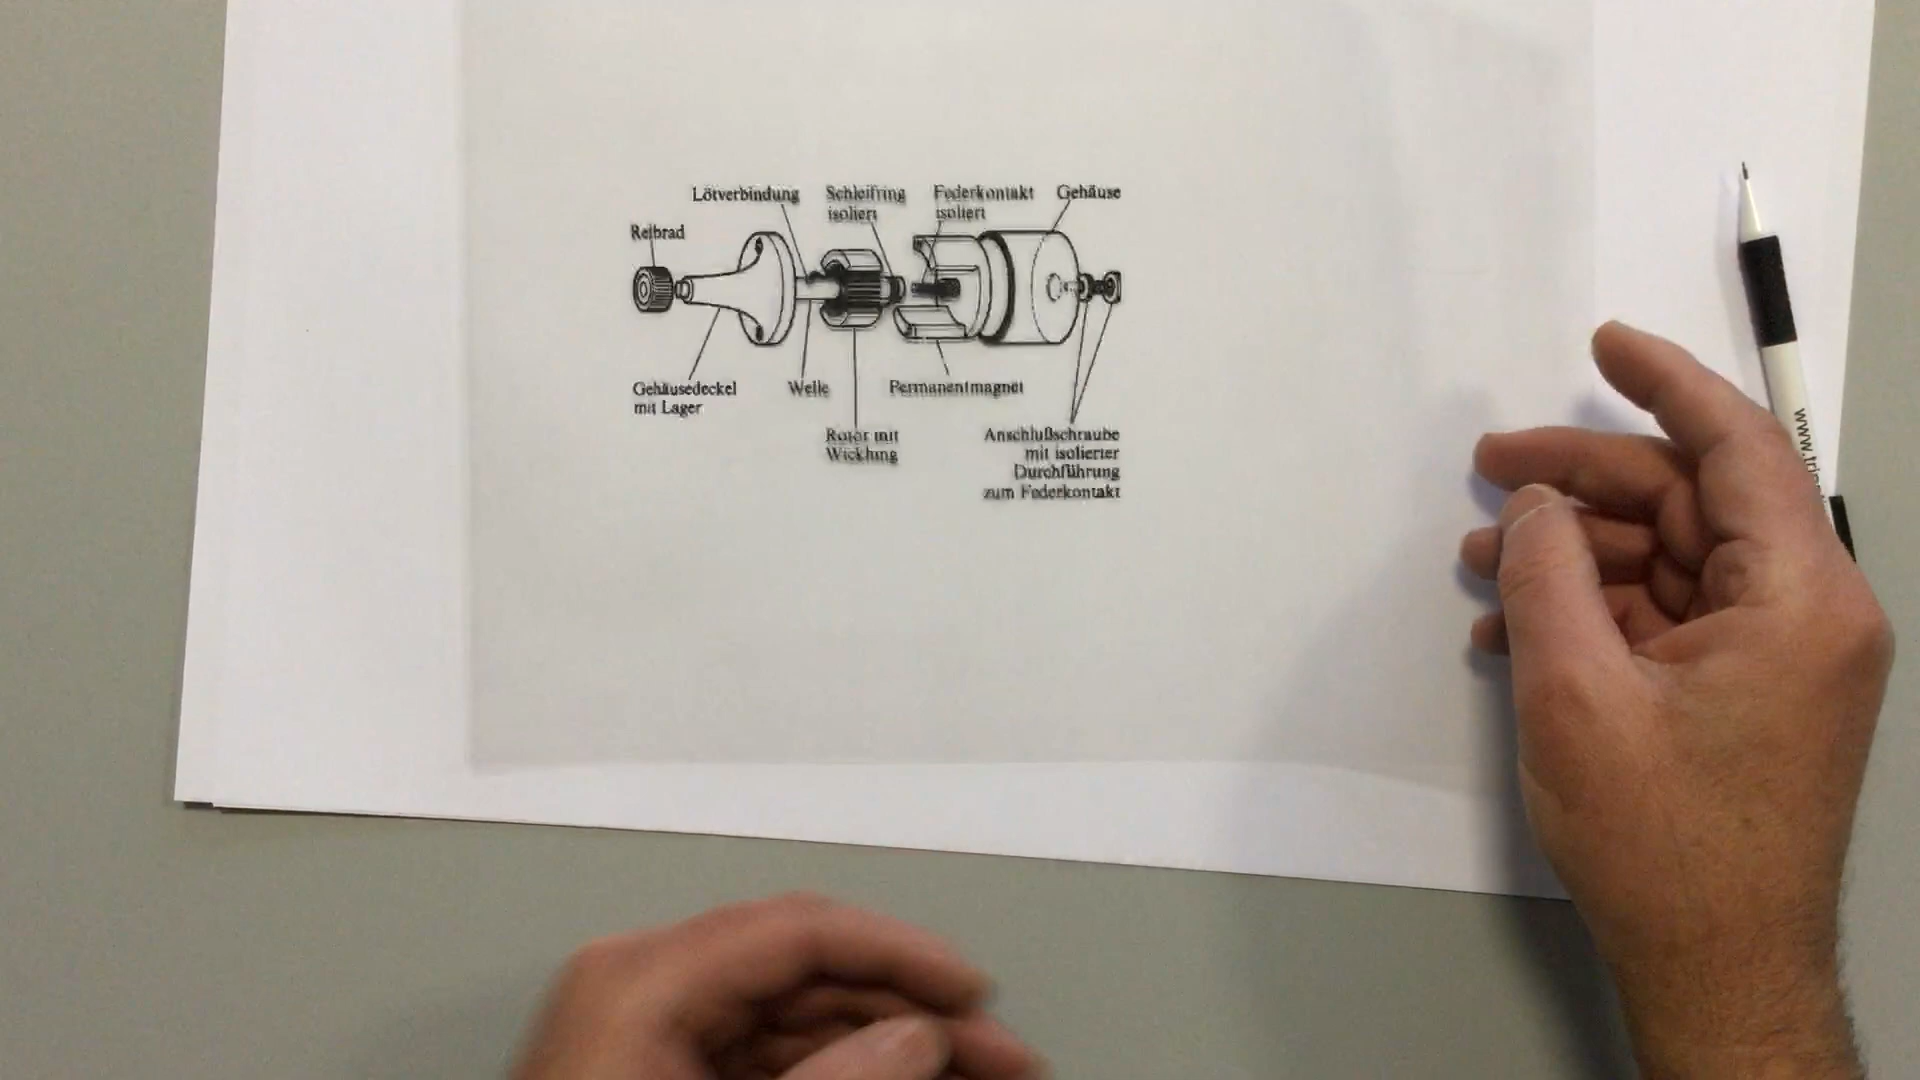 Lötverbindung
Schleifring
isoliert
Federkontakt
isoliert
Gehäuse
Reibrad
Gehäusedeckel
mit Lager
Welle
Permanentmagnet
Rotor mit
Wicklung
Anschlußschraube
mit isolierter
Durchführung
zum Federkontakt